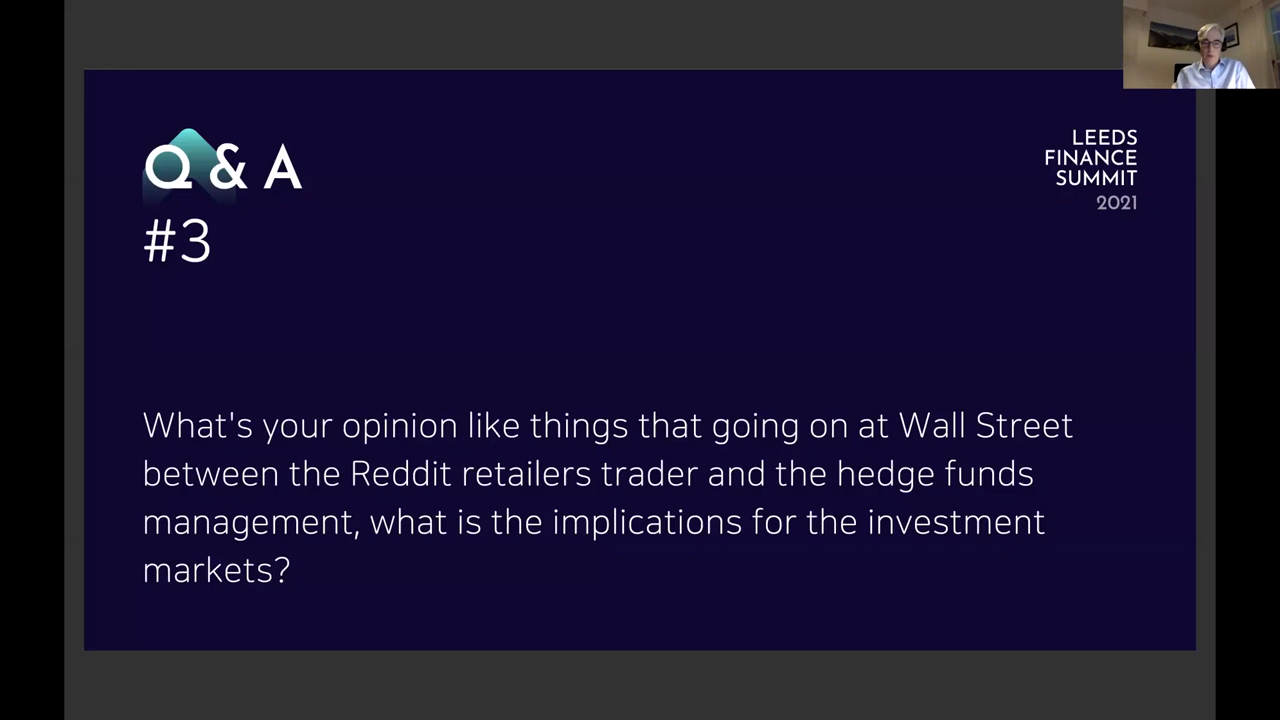 Q & A
#3
LEEDS
FINANCE
SUMMIT
2021
What's your opinion like things that going on at Wall Street
between the Reddit retailers trader and the hedge funds
management, what is the implications for the investment
markets?